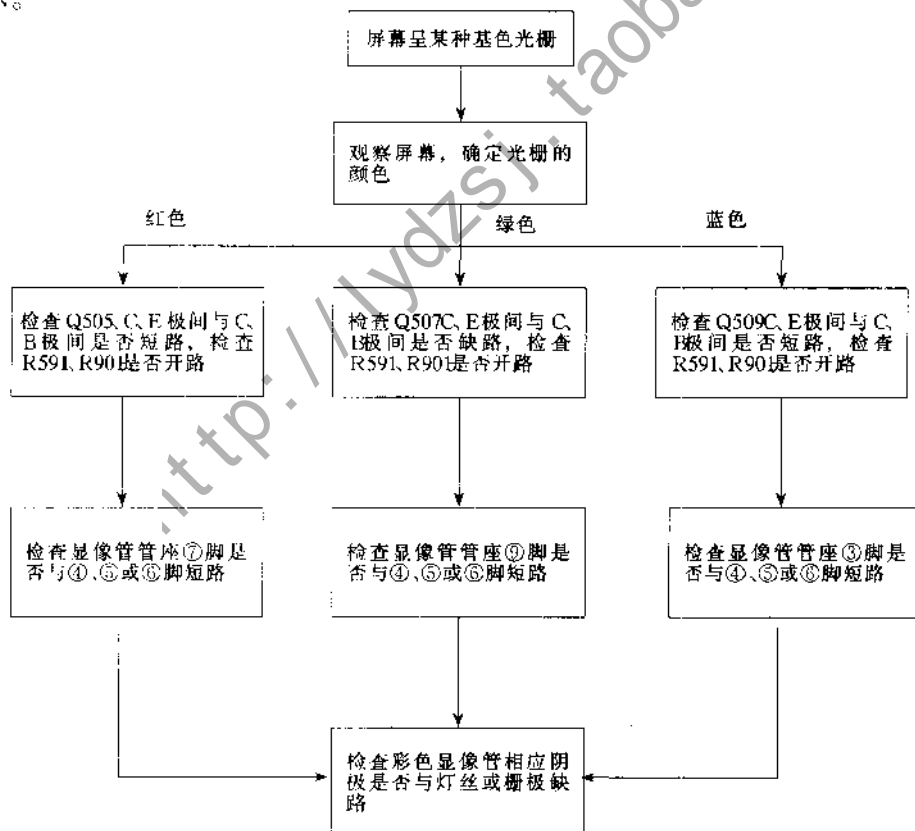 屏幕呈某种基色光栅
观察屏幕，确定光栅的
颜色
红色
绿色
蓝色
检查Q505、C、E极间与C、
B极间是否短路，检查
R591、R901是否开路
检查Q507C、E极间与C、
B极间是否缺路，检查
R591、R901是否开路
检查Q509C、E极间与C、
B极间是否短路，检查
R591、R901是否开路
检查显像管管座⑦脚是
否与④、⑤或⑥脚短路
检查显像管管座⑨脚是
否与④、⑤或⑥脚短路
检查显像管管座③脚是
否与④、⑤或⑥脚短路
检查彩色显像管相应阴
极是否与灯丝或栅极缺
路
http://lydzsj.taoba